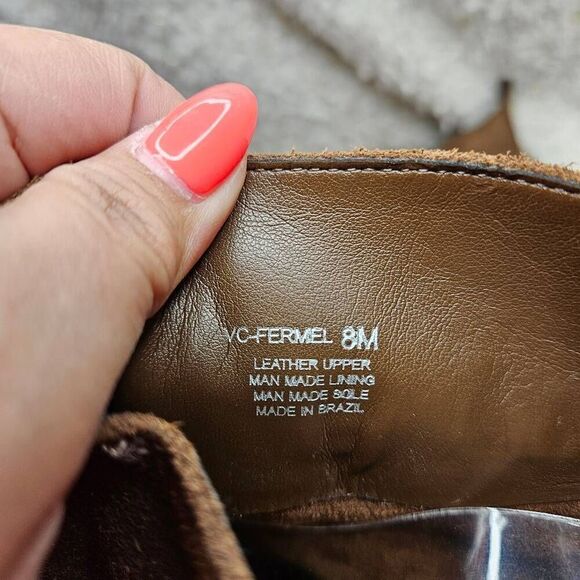 VC-FERMEL 8M
LEATHER UPPER
MAN MADE LINING
MAN MADE SOLE
MADE IN BRAZIL